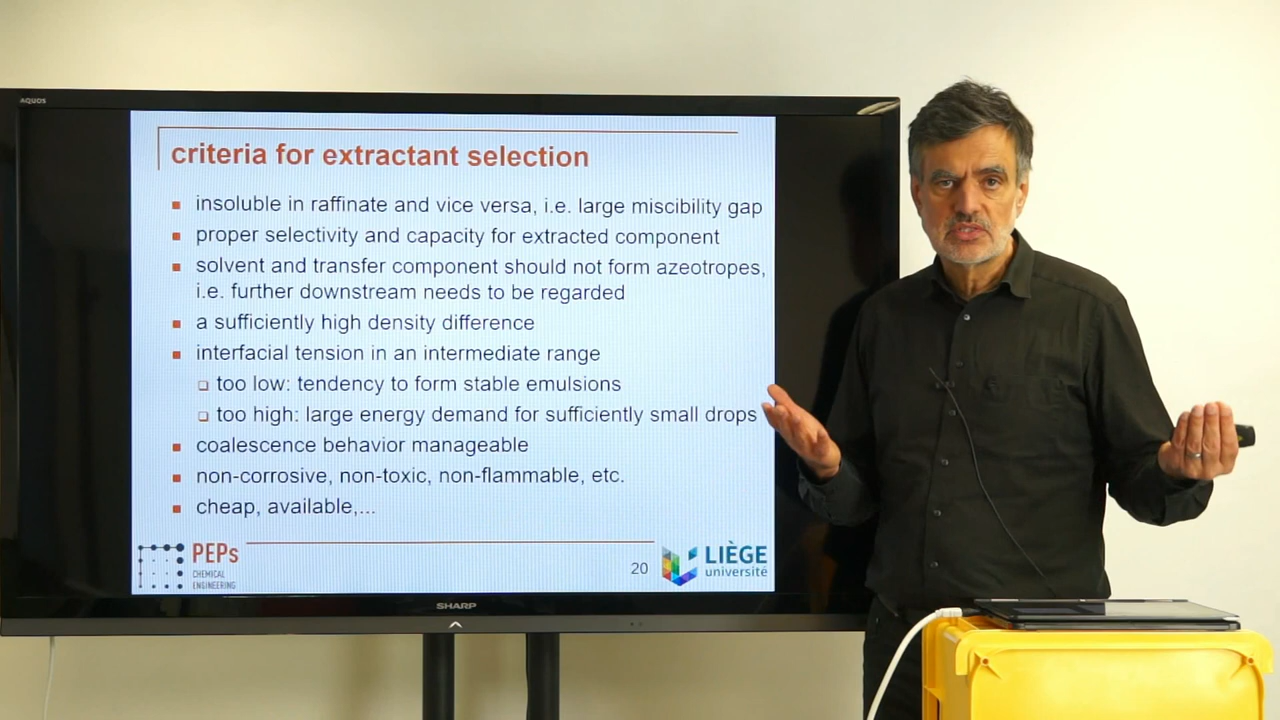 AQUOS
criteria for extractant selection
insoluble in raffinate and vice versa, i.e. large miscibility gap
proper selectivity and capacity for extracted component
solvent and transfer component should not form azeotropes,
i.e. further downstream needs to be regarded
a sufficiently high density difference
interfacial tension in an intermediate range
too low: tendency to form stable emulsions
too high: large energy demand for sufficiently small drops
coalescence behavior manageable
non-corrosive, non-toxic, non-flammable, etc.
cheap, available,...
PEPs
CHEMICAL
ENGINEERING
20
LIÈGE
université
SHARP